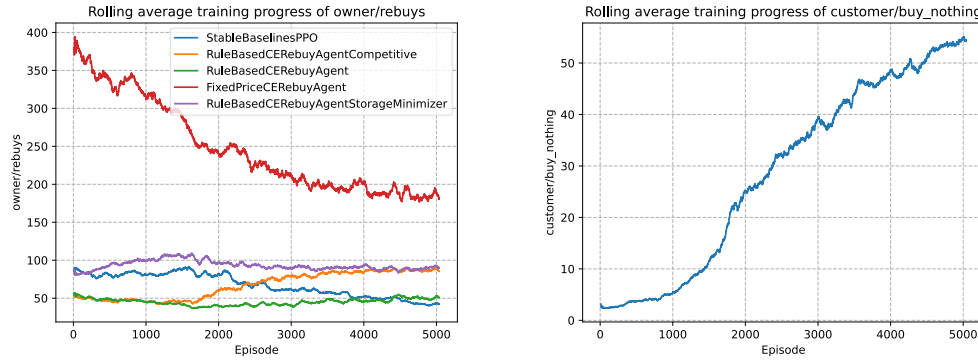 Rolling average training progress of owner/rebuys
400
350
300
250
200
150
100
50
owner/rebuys
StableBaselinesPPO
RuleBasedCERebuyAgentCompetitive
RuleBasedCERebuyAgent
FixedPriceCERebuyAgent
RuleBasedCERebuyAgentStorageMinimizer
0 1000 2000 3000 4000 5000
Episode
Rolling average training progress of customer/buy_nothing
50
40
30
20
10
0
customer/buy_nothing
0 1000 2000 3000 4000 5000
Episode